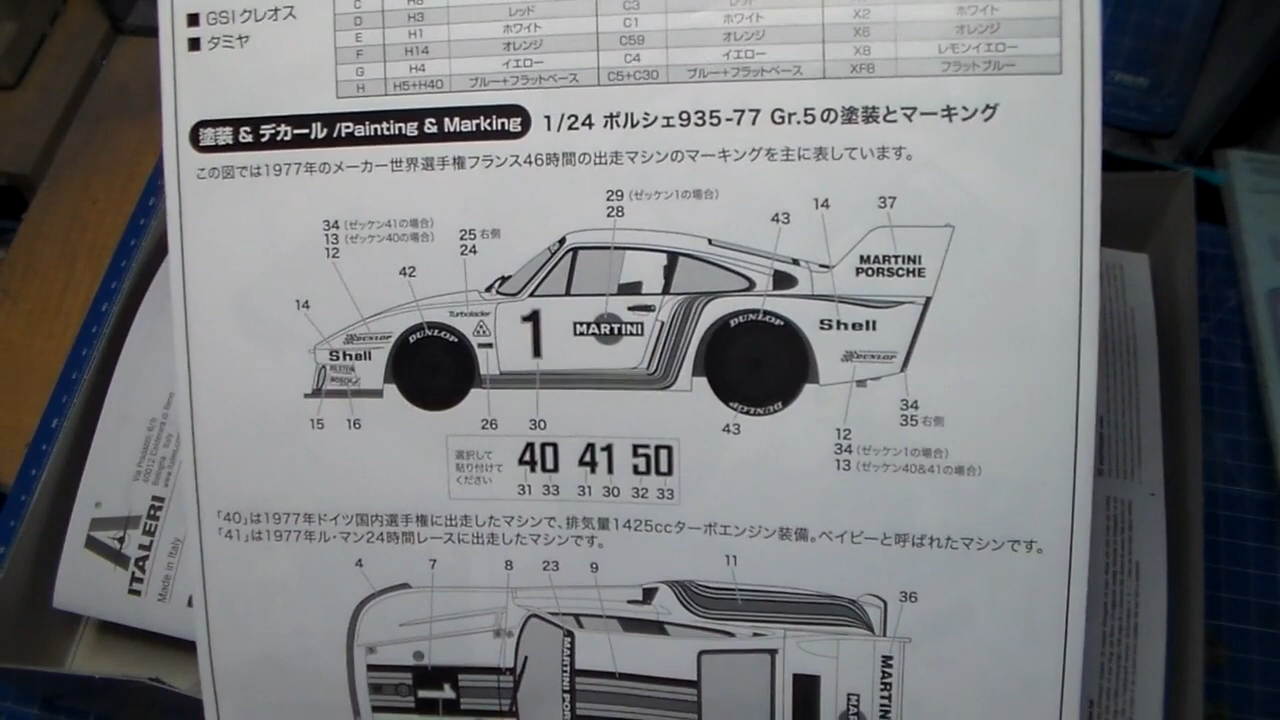 ■ GSIクレオス
■ タミヤ
C H8 C3
D H3 レッド C1 ホワイト X2 ホワイト
E H1 ホワイト C59 オレンジ X6 オレンジ
F H14 オレンジ C4 イエロー X8 レモンイエロー
G H4 イエロー C5+C30 ブルー+フラットベース XF8 フラットブルー
H H5+H40 ブルー+フラットベース
塗装 & デカール /Painting & Marking
1/24 ポルシェ935-77 Gr.5の塗装とマーキング
この図では1977年のメーカー世界選手権フランス46時間の出走マシンのマーキングを主に表しています。
29 (ゼッケン1の場合)
28
34 (ゼッケン41の場合)
13 (ゼッケン40の場合)
12
25 右側
24
42
14
43
14
37
MARTINI
PORSCHE
Turbolader
DUNLOP
Shell
BILSTEIN
BOSCH
DUNLOP
1
MARTINI
DUNLOP
DUNLOP
Shell
DUNLOP
15
16
26
30
43
12
34 (ゼッケン1の場合)
13 (ゼッケン40&41の場合)
34
35 右側
選択して
貼り付けて
ください
40 41 50
31 33 31 30 32 33
「40」は1977年ドイツ国内選手権に出走したマシンで、排気量1425ccターボエンジン装備。ベイビーと呼ばれたマシンです。
「41」は1977年ル・マン24時間レースに出走したマシンです。
4
7
8
23
9
11
36
1
MARTINI POR
MARTIN
MAR
ITALERI
Made in Italy